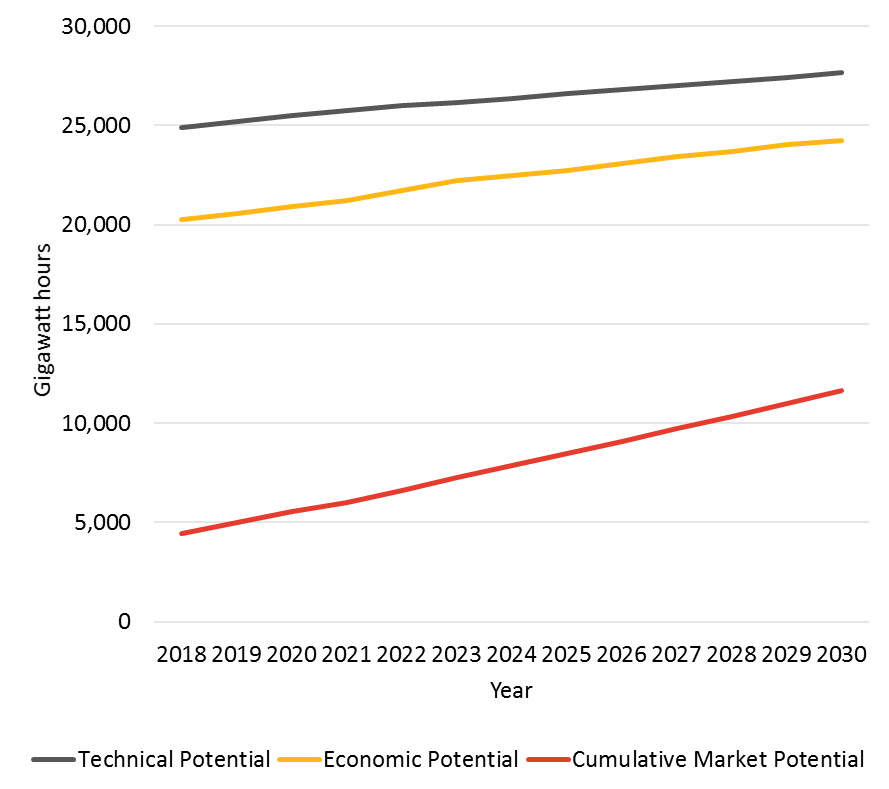 30,000
25,000
20,000
15,000
10,000
5,000
0
Gigawatt hours
2018 2019 2020 2021 2022 2023 2024 2025 2026 2027 2028 2029 2030
Year
Technical Potential Economic Potential Cumulative Market Potential